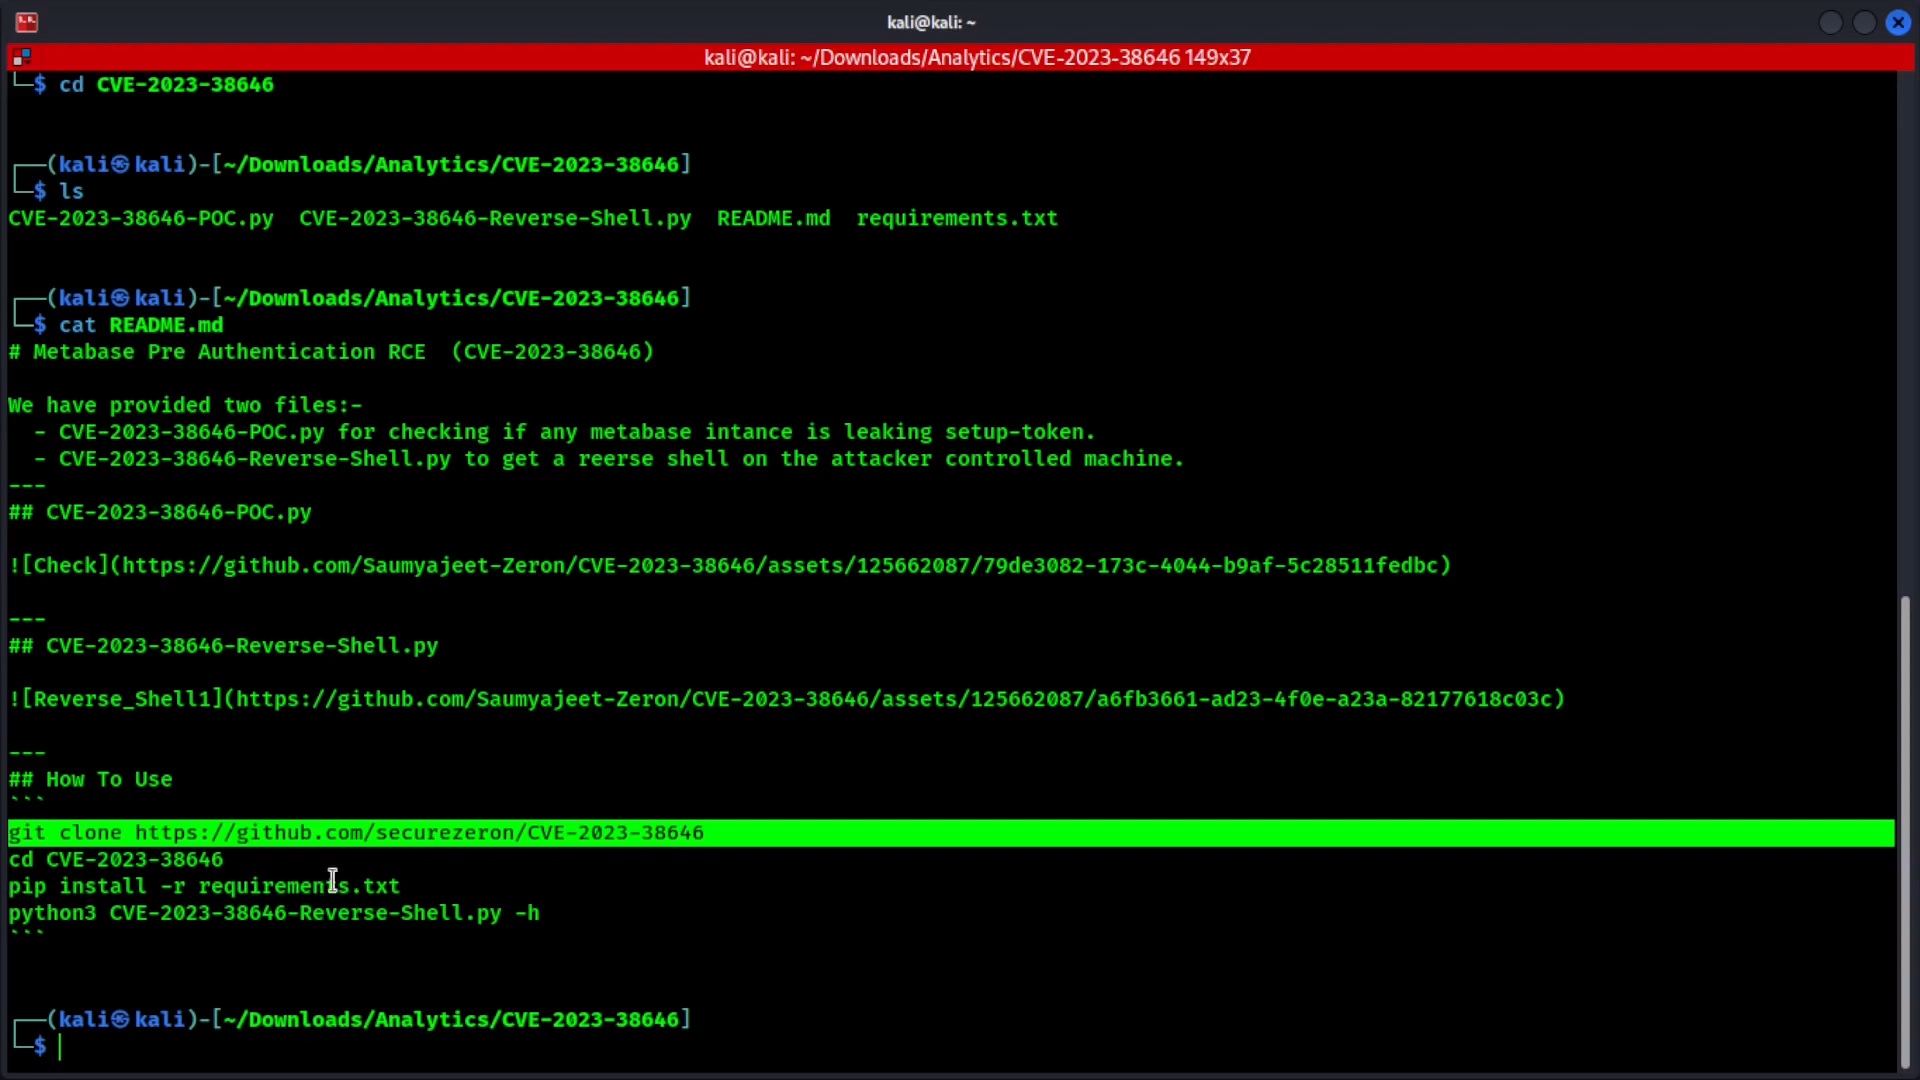 kali@kali: ~
kali@kali: ~/Downloads/Analytics/CVE-2023-38646 149x37
└─$ cd CVE-2023-38646
┌──(kali㉿kali)-[~/Downloads/Analytics/CVE-2023-38646]
└─$ ls
CVE-2023-38646-POC.py  CVE-2023-38646-Reverse-Shell.py  README.md  requirements.txt
┌──(kali㉿kali)-[~/Downloads/Analytics/CVE-2023-38646]
└─$ cat README.md
# Metabase Pre Authentication RCE  (CVE-2023-38646)
We have provided two files:-
  - CVE-2023-38646-POC.py for checking if any metabase intance is leaking setup-token.
  - CVE-2023-38646-Reverse-Shell.py to get a reerse shell on the attacker controlled machine.
---
## CVE-2023-38646-POC.py
![Check](https://github.com/Saumyajeet-Zeron/CVE-2023-38646/assets/125662087/79de3082-173c-4044-b9af-5c28511fedbc)
---
## CVE-2023-38646-Reverse-Shell.py
![Reverse_Shell1](https://github.com/Saumyajeet-Zeron/CVE-2023-38646/assets/125662087/a6fb3661-ad23-4f0e-a23a-82177618c03c)
---
## How To Use
```
git clone https://github.com/securezeron/CVE-2023-38646
cd CVE-2023-38646
pip install -r requirements.txt
python3 CVE-2023-38646-Reverse-Shell.py -h
```
┌──(kali㉿kali)-[~/Downloads/Analytics/CVE-2023-38646]
└─$